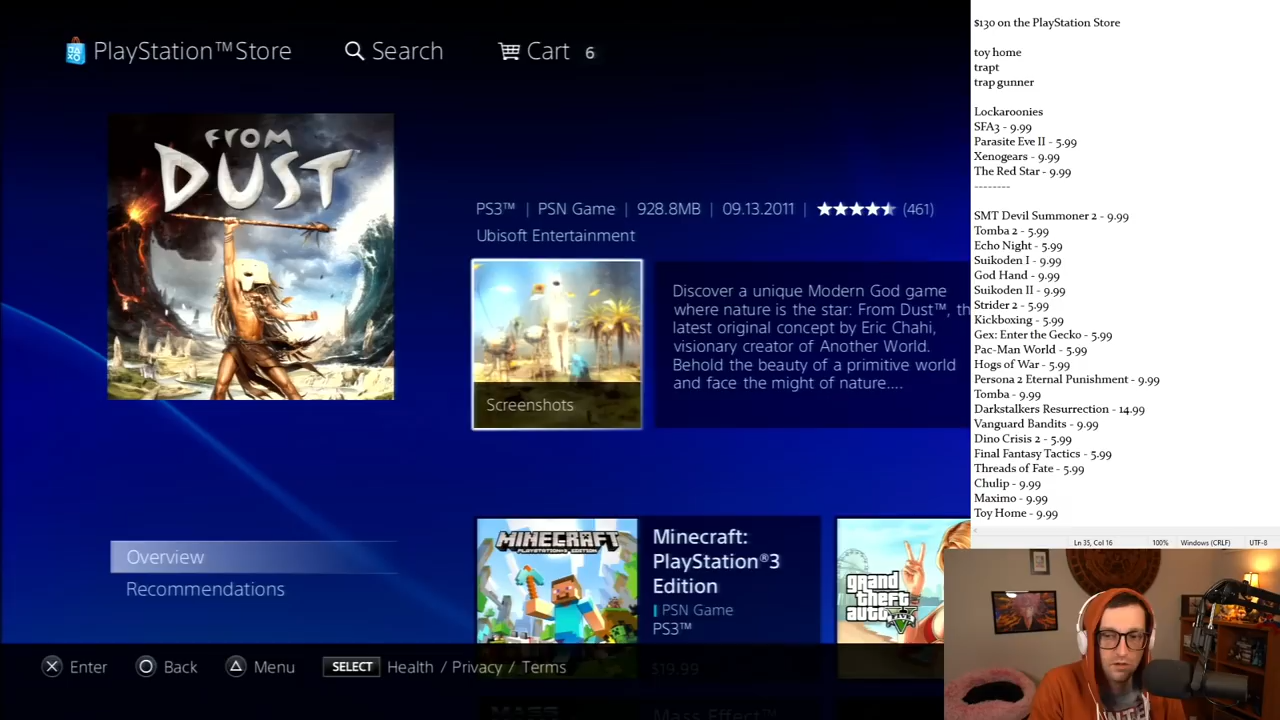 PlayStation™Store
Search
Cart 6
FROM
DUST
PS3™ | PSN Game | 928.8MB | 09.13.2011 | ★★★★★ (461)
Ubisoft Entertainment
Screenshots
Discover a unique Modern God game
where nature is the star: From Dust™, th
latest original concept by Eric Chahi,
visionary creator of Another World.
Behold the beauty of a primitive world
and face the might of nature....
Overview
Recommendations
MINECRAFT
Minecraft:
PlayStation®3
Edition
PSN Game
PS3™
$19.99
grand
theft
auto
V
Mass Effect™
Enter
Back
Menu
SELECT Health / Privacy / Terms
$130 on the PlayStation Store
toy home
trapt
trap gunner
Lockaroonies
SFA3 - 9.99
Parasite Eve II - 5.99
Xenogears - 9.99
The Red Star - 9.99
--------
SMT Devil Summoner 2 - 9.99
Tomba 2 - 5.99
Echo Night - 5.99
Suikoden I - 9.99
God Hand - 9.99
Suikoden II - 9.99
Strider 2 - 5.99
Kickboxing - 5.99
Gex: Enter the Gecko - 5.99
Pac-Man World - 5.99
Hogs of War - 5.99
Persona 2 Eternal Punishment - 9.99
Tomba - 9.99
Darkstalkers Resurrection - 14.99
Vanguard Bandits - 9.99
Dino Crisis 2 - 5.99
Final Fantasy Tactics - 5.99
Threads of Fate - 5.99
Chulip - 9.99
Maximo - 9.99
Toy Home - 9.99
Ln 35, Col 16
100%
Windows (CRLF)
UTF-8